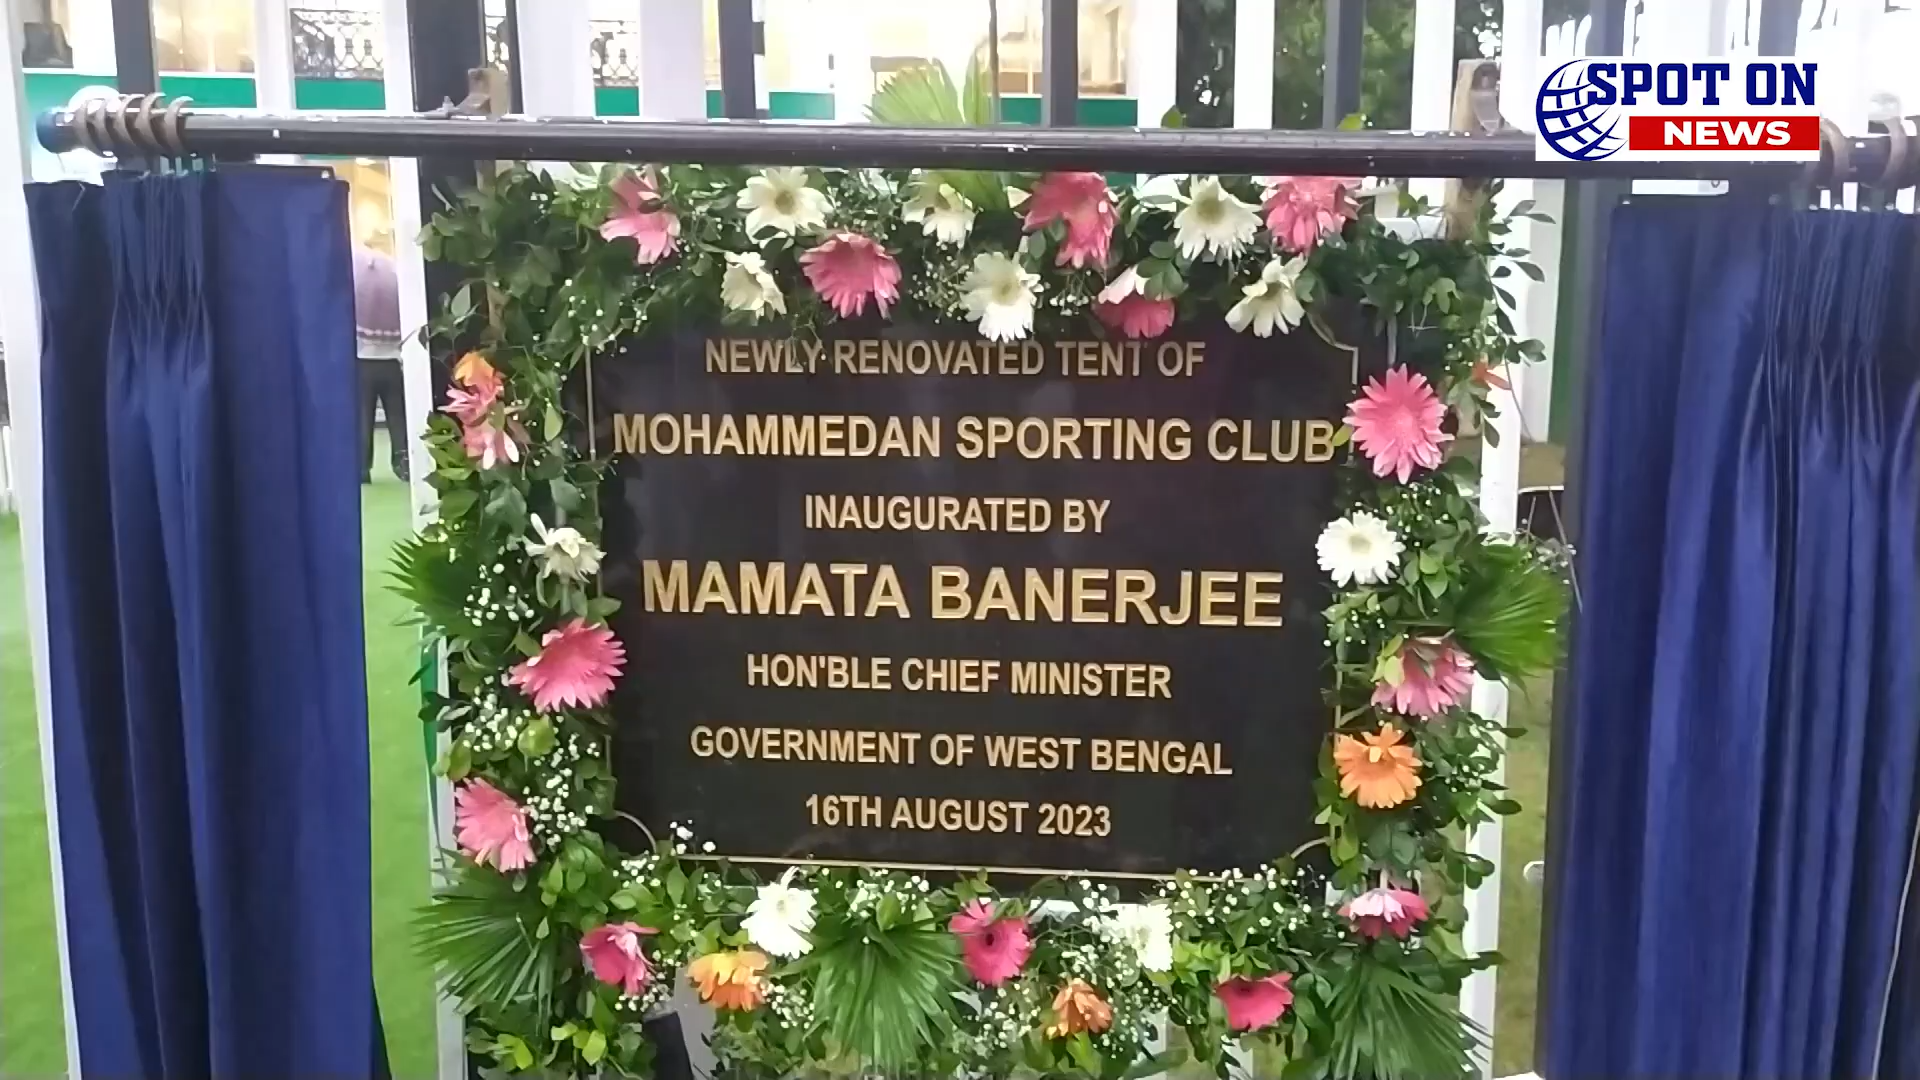 SPOT ON
NEWS
NEWLY RENOVATED TENT OF
MOHAMMEDAN SPORTING CLUB
INAUGURATED BY
MAMATA BANERJEE
HON'BLE CHIEF MINISTER
GOVERNMENT OF WEST BENGAL
16TH AUGUST 2023